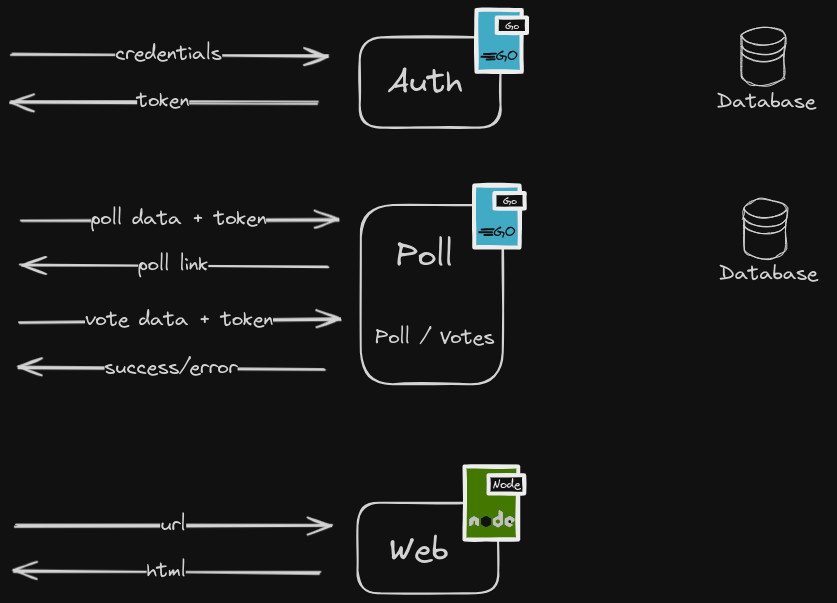 credentials
token
Auth
Go
GO
Database
poll data + token
poll link
vote data + token
success/error
Poll
Poll / Votes
Go
GO
Database
url
html
Web
Node
node